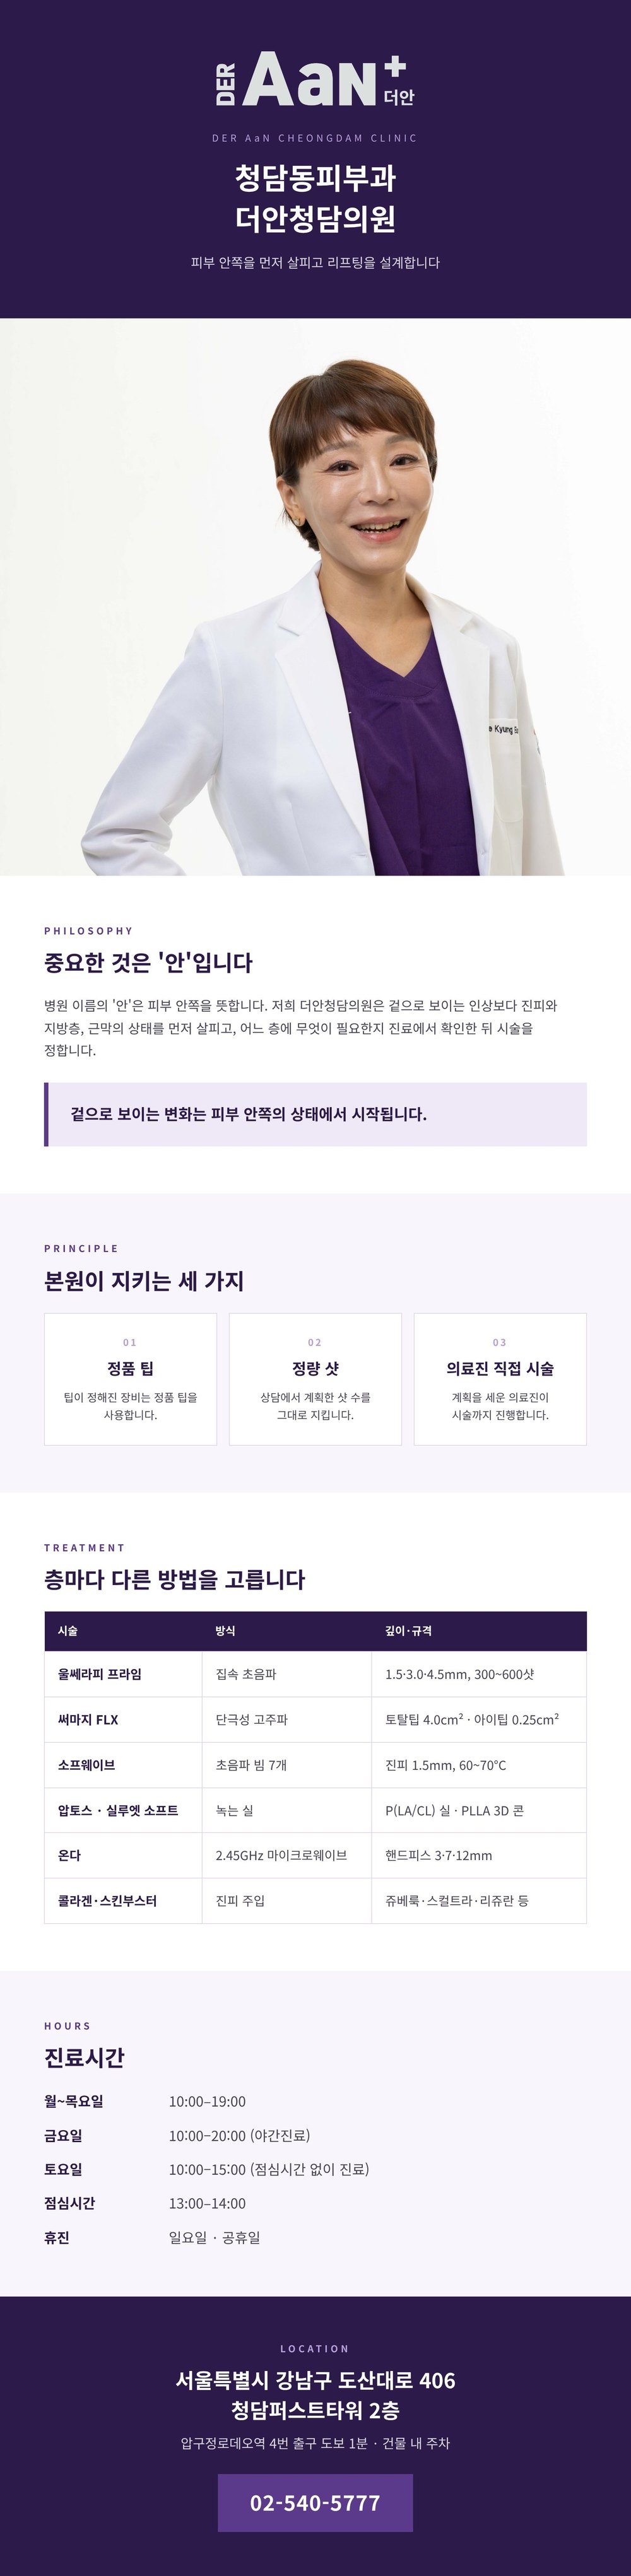 DER AaN+ 더안
DER AaN CHEONGDAM CLINIC
청담동피부과
더안청담의원
피부 안쪽을 먼저 살피고 리프팅을 설계합니다
Kyung
PHILOSOPHY
중요한 것은 '안'입니다
병원 이름의 '안'은 피부 안쪽을 뜻합니다. 저희 더안청담의원은 겉으로 보이는 인상보다 진피와
지방층, 근막의 상태를 먼저 살피고, 어느 층에 무엇이 필요한지 진료에서 확인한 뒤 시술을
정합니다.
겉으로 보이는 변화는 피부 안쪽의 상태에서 시작됩니다.
PRINCIPLE
본원이 지키는 세 가지
01
정품 팁
팁이 정해진 장비는 정품 팁을
사용합니다.
02
정량 샷
상담에서 계획한 샷 수를
그대로 지킵니다.
03
의료진 직접 시술
계획을 세운 의료진이
시술까지 진행합니다.
TREATMENT
층마다 다른 방법을 고릅니다
시술 방식 깊이·규격
울쎄라피 프라임 집속 초음파 1.5·3.0·4.5mm, 300~600샷
써마지 FLX 단극성 고주파 토탈팁 4.0cm² · 아이팁 0.25cm²
소프웨이브 초음파 빔 7개 진피 1.5mm, 60~70℃
압토스 · 실루엣 소프트 녹는 실 P(LA/CL) 실 · PLLA 3D 콘
온다 2.45GHz 마이크로웨이브 핸드피스 3·7·12mm
콜라겐·스킨부스터 진피 주입 쥬베룩·스컬트라·리쥬란 등
HOURS
진료시간
월~목요일 10:00–19:00
금요일 10:00–20:00 (야간진료)
토요일 10:00–15:00 (점심시간 없이 진료)
점심시간 13:00–14:00
휴진 일요일 · 공휴일
LOCATION
서울특별시 강남구 도산대로 406
청담퍼스트타워 2층
압구정로데오역 4번 출구 도보 1분 · 건물 내 주차
02-540-5777